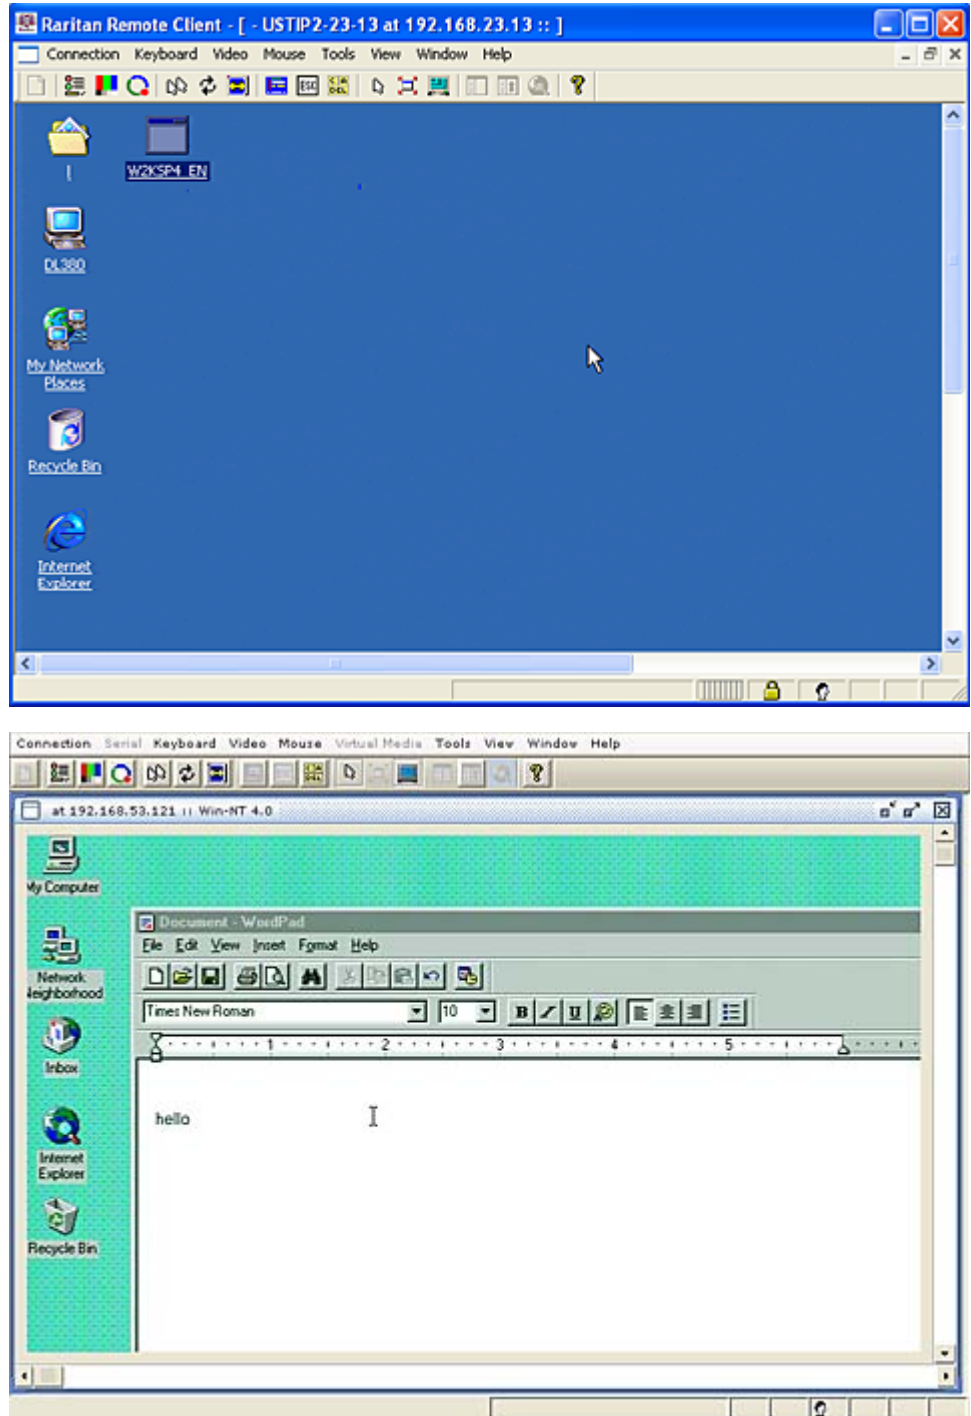 Raritan Remote Client - [ - USTIP2-23-13 at 192.168.23.13 :: ]
Connection Keyboard Video Mouse Tools View Window Help
W2KSP4_EN
DL380
My Network
Places
Recycle Bin
Internet
Explorer
Connection Serial Keyboard Video Mouse Virtual Media Tools View Window Help
at 192.168.53.121 :: Win-NT 4.0
My Computer
Document - WordPad
File Edit View Insert Format Help
Network
Neighborhood
Times New Roman 10 B I U
1 2 3 4 5
Inbox
hello
Internet
Explorer
Recycle Bin